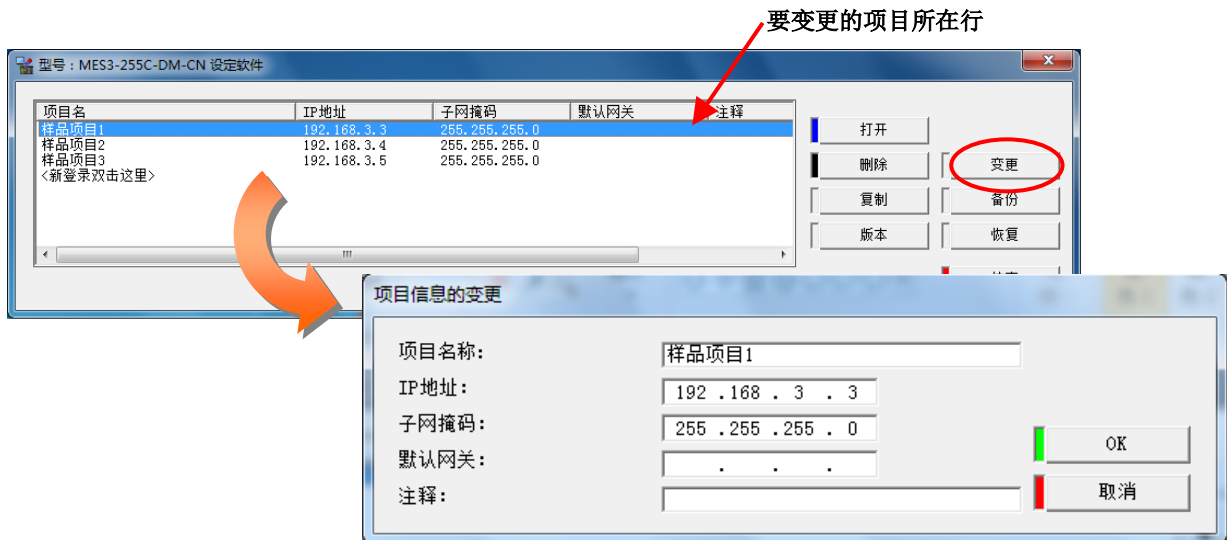 要变更的项目所在行
型号：MES3-255C-DM-CN 设定软件
项目名 IP地址 子网掩码 默认网关 注释
样品项目1 192.168.3.3 255.255.255.0
样品项目2 192.168.3.4 255.255.255.0
样品项目3 192.168.3.5 255.255.255.0
<新登录双击这里>
打开
删除 变更
复制 备份
版本 恢复
项目信息的变更
项目名称： 样品项目1
IP地址： 192 .168 . 3 . 3
子网掩码： 255 .255 .255 . 0
默认网关： . . .
注释：
OK
取消